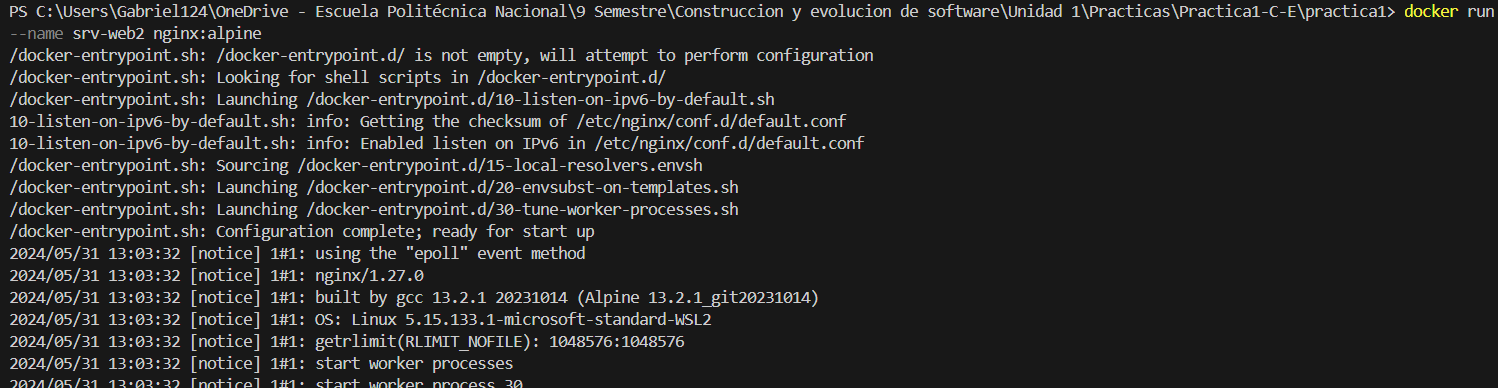 PS C:\Users\Gabriel124\OneDrive - Escuela Politécnica Nacional\9 Semestre\Construccion y evolucion de software\Unidad 1\Practicas\Practica1-C-E\practica1> docker run
--name srv-web2 nginx:alpine
/docker-entrypoint.sh: /docker-entrypoint.d/ is not empty, will attempt to perform configuration
/docker-entrypoint.sh: Looking for shell scripts in /docker-entrypoint.d/
/docker-entrypoint.sh: Launching /docker-entrypoint.d/10-listen-on-ipv6-by-default.sh
10-listen-on-ipv6-by-default.sh: info: Getting the checksum of /etc/nginx/conf.d/default.conf
10-listen-on-ipv6-by-default.sh: info: Enabled listen on IPv6 in /etc/nginx/conf.d/default.conf
/docker-entrypoint.sh: Sourcing /docker-entrypoint.d/15-local-resolvers.envsh
/docker-entrypoint.sh: Launching /docker-entrypoint.d/20-envsubst-on-templates.sh
/docker-entrypoint.sh: Launching /docker-entrypoint.d/30-tune-worker-processes.sh
/docker-entrypoint.sh: Configuration complete; ready for start up
2024/05/31 13:03:32 [notice] 1#1: using the "epoll" event method
2024/05/31 13:03:32 [notice] 1#1: nginx/1.27.0
2024/05/31 13:03:32 [notice] 1#1: built by gcc 13.2.1 20231014 (Alpine 13.2.1_git20231014)
2024/05/31 13:03:32 [notice] 1#1: OS: Linux 5.15.133.1-microsoft-standard-WSL2
2024/05/31 13:03:32 [notice] 1#1: getrlimit(RLIMIT_NOFILE): 1048576:1048576
2024/05/31 13:03:32 [notice] 1#1: start worker processes
2024/05/31 13:03:32 [notice] 1#1: start worker process 30